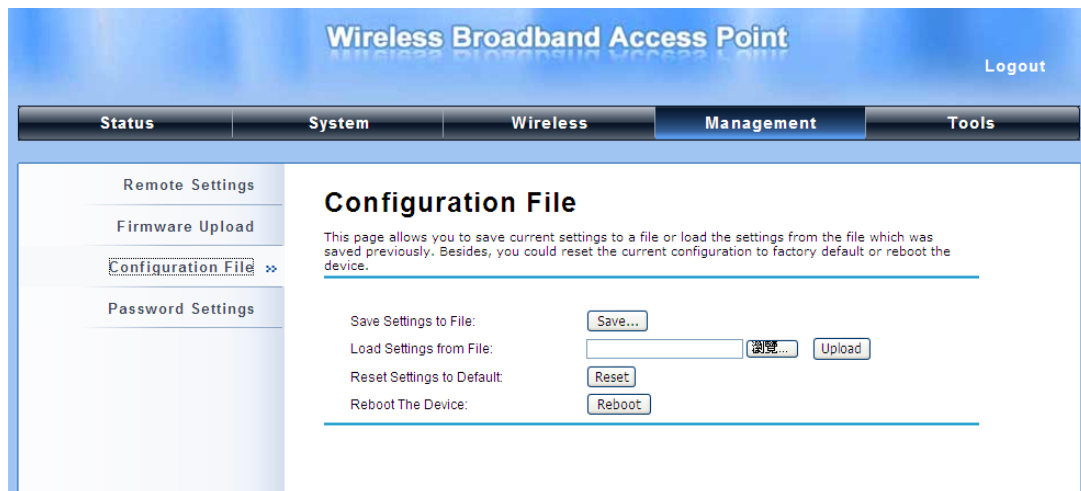 Wireless Broadband Access Point
Logout
Status System Wireless Management Tools
Remote Settings
Firmware Upload
Configuration File »
Password Settings
Configuration File
This page allows you to save current settings to a file or load the settings from the file which was
saved previously. Besides, you could reset the current configuration to factory default or reboot the
device.
Save Settings to File: Save...
Load Settings from File: 瀏覽... Upload
Reset Settings to Default: Reset
Reboot The Device: Reboot